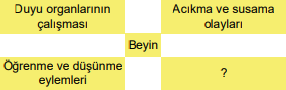 Duyu organlarının
çalışması
Acıkma ve susama
olayları
Beyin
Öğrenme ve düşünme
eylemleri
?